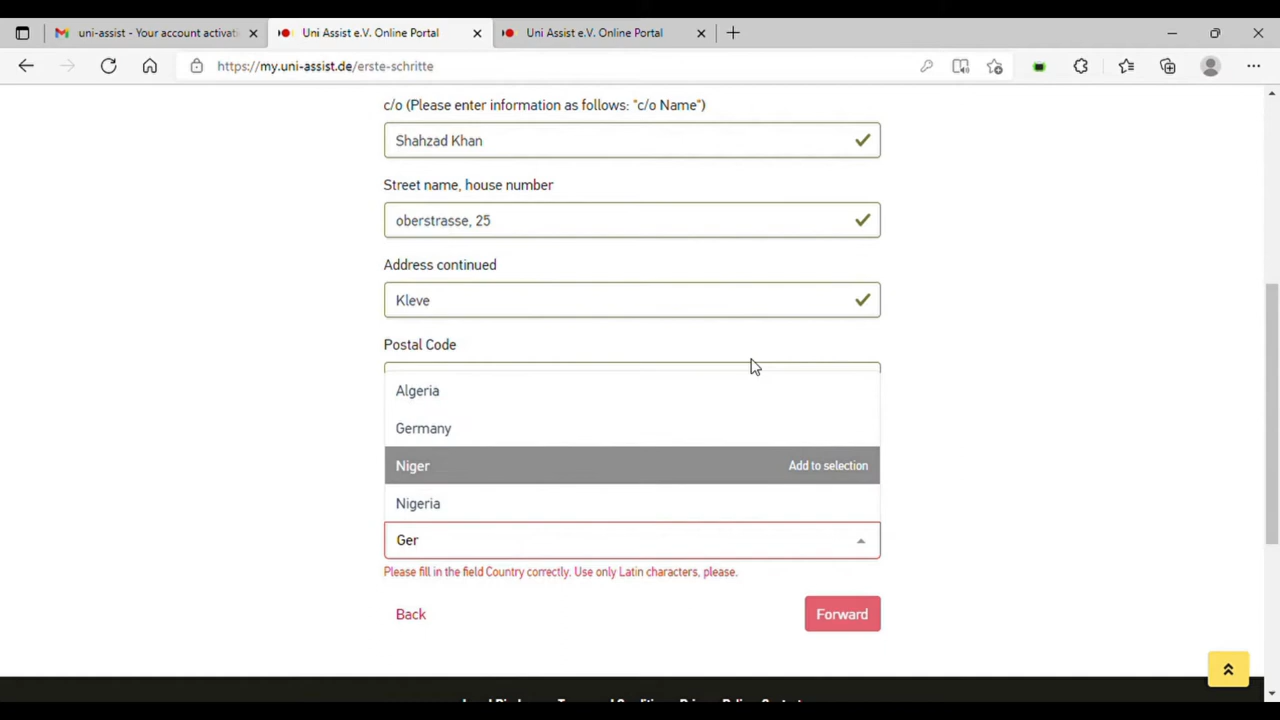 uni-assist - Your account activat
Uni Assist e.V. Online Portal
Uni Assist e.V. Online Portal
https://my.uni-assist.de/erste-schritte
c/o (Please enter information as follows: "c/o Name")
Shahzad Khan
Street name, house number
oberstrasse, 25
Address continued
Kleve
Postal Code
Algeria
Germany
Niger Add to selection
Nigeria
Ger
Please fill in the field Country correctly. Use only Latin characters, please.
Back Forward